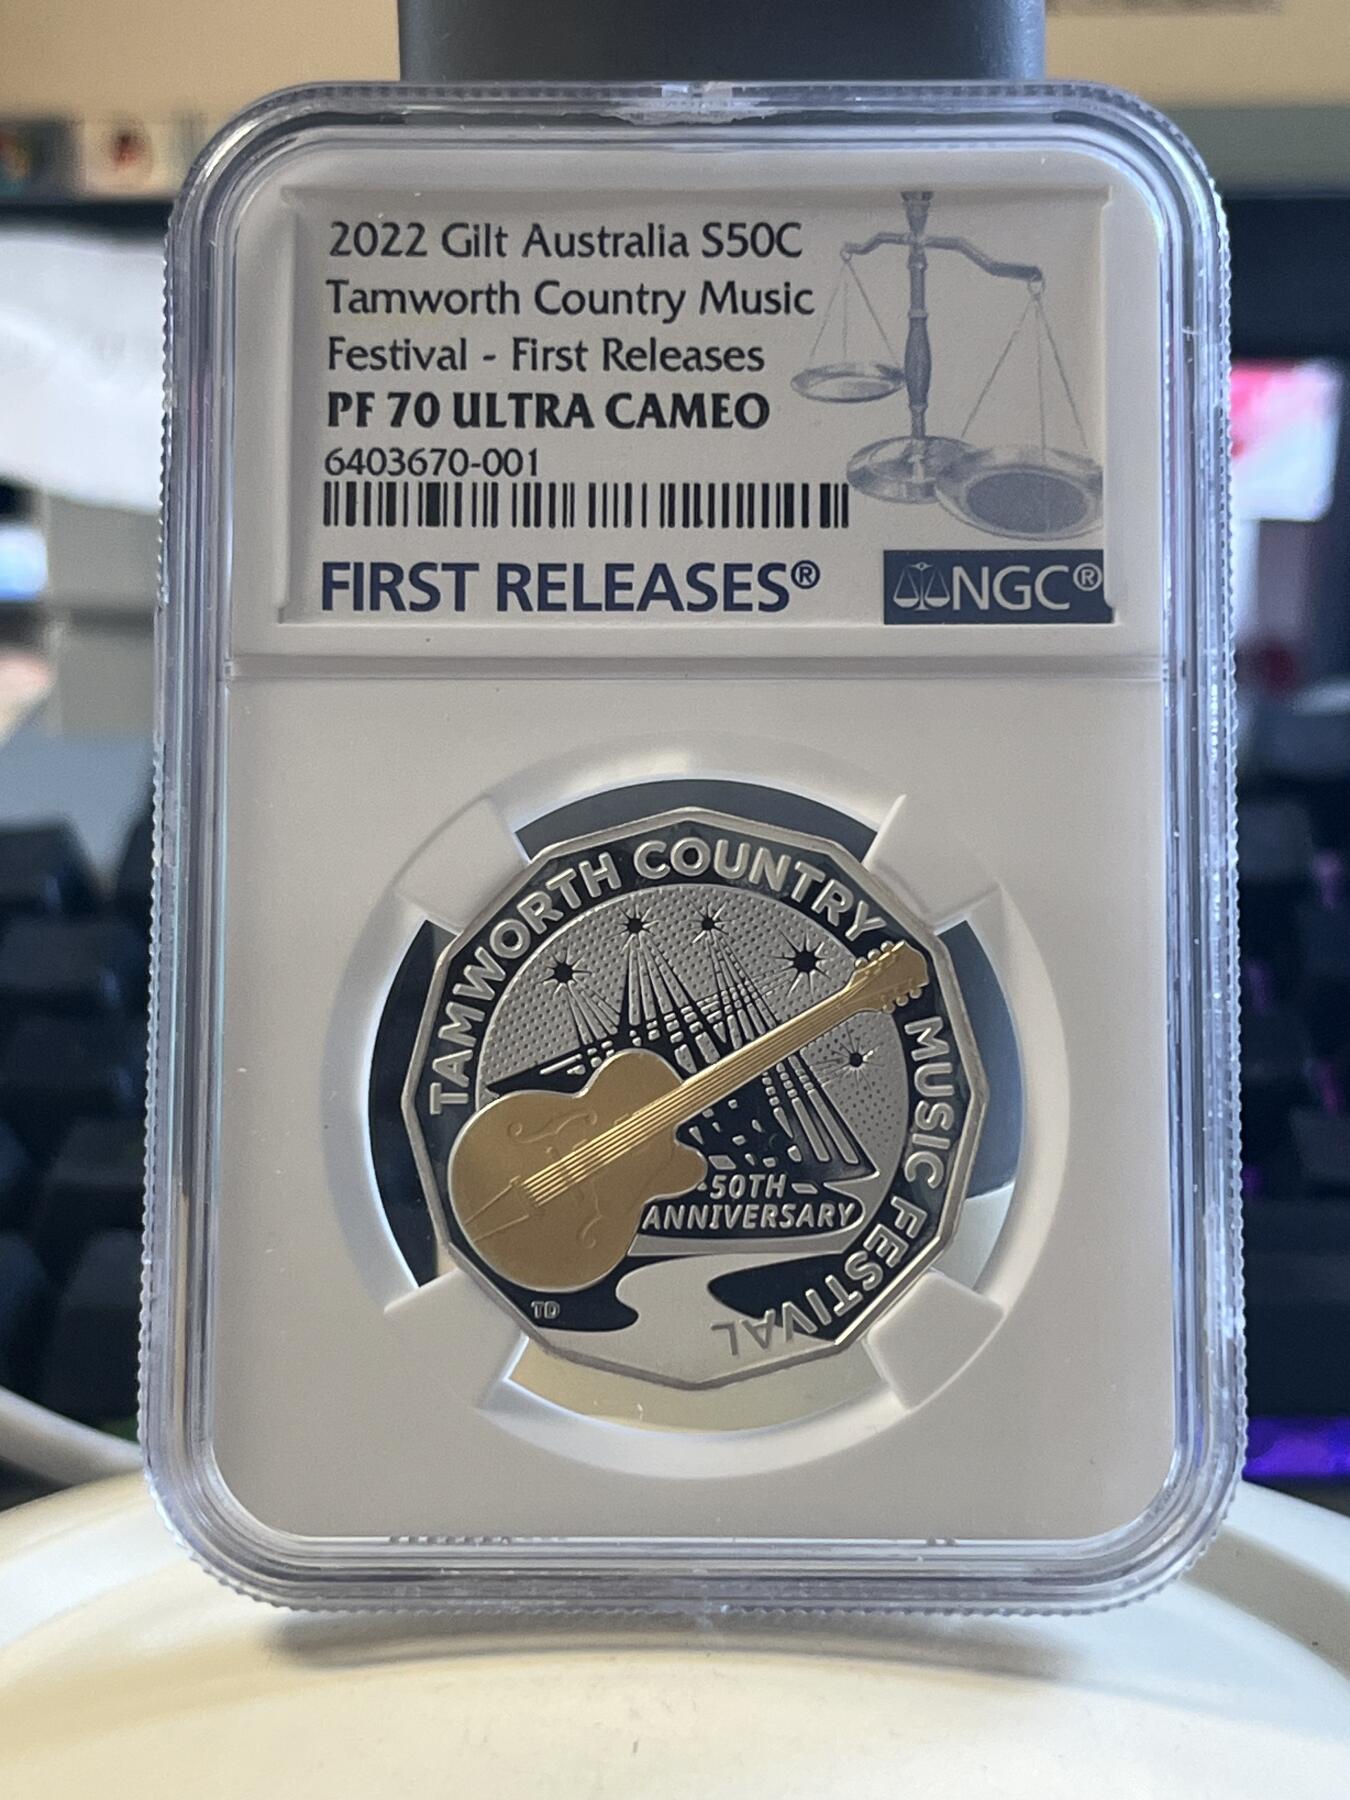 2022 Gilt Australia S50C
Tamworth Country Music
Festival - First Releases
PF 70 ULTRA CAMEO
6403670-001
FIRST RELEASES®
NGC®
TAMWORTH COUNTRY MUSIC FESTIVAL
50TH
ANNIVERSARY
TD